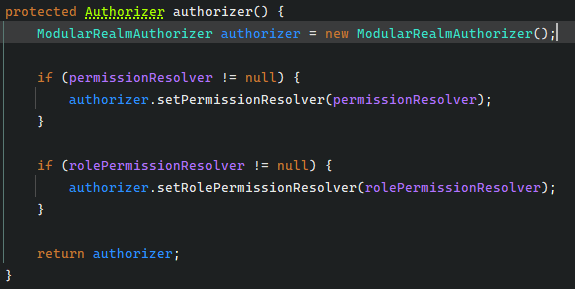 protected Authorizer authorizer() {
    ModularRealmAuthorizer authorizer = new ModularRealmAuthorizer();
    if (permissionResolver != null) {
        authorizer.setPermissionResolver(permissionResolver);
    }
    if (rolePermissionResolver != null) {
        authorizer.setRolePermissionResolver(rolePermissionResolver);
    }
    return authorizer;
}